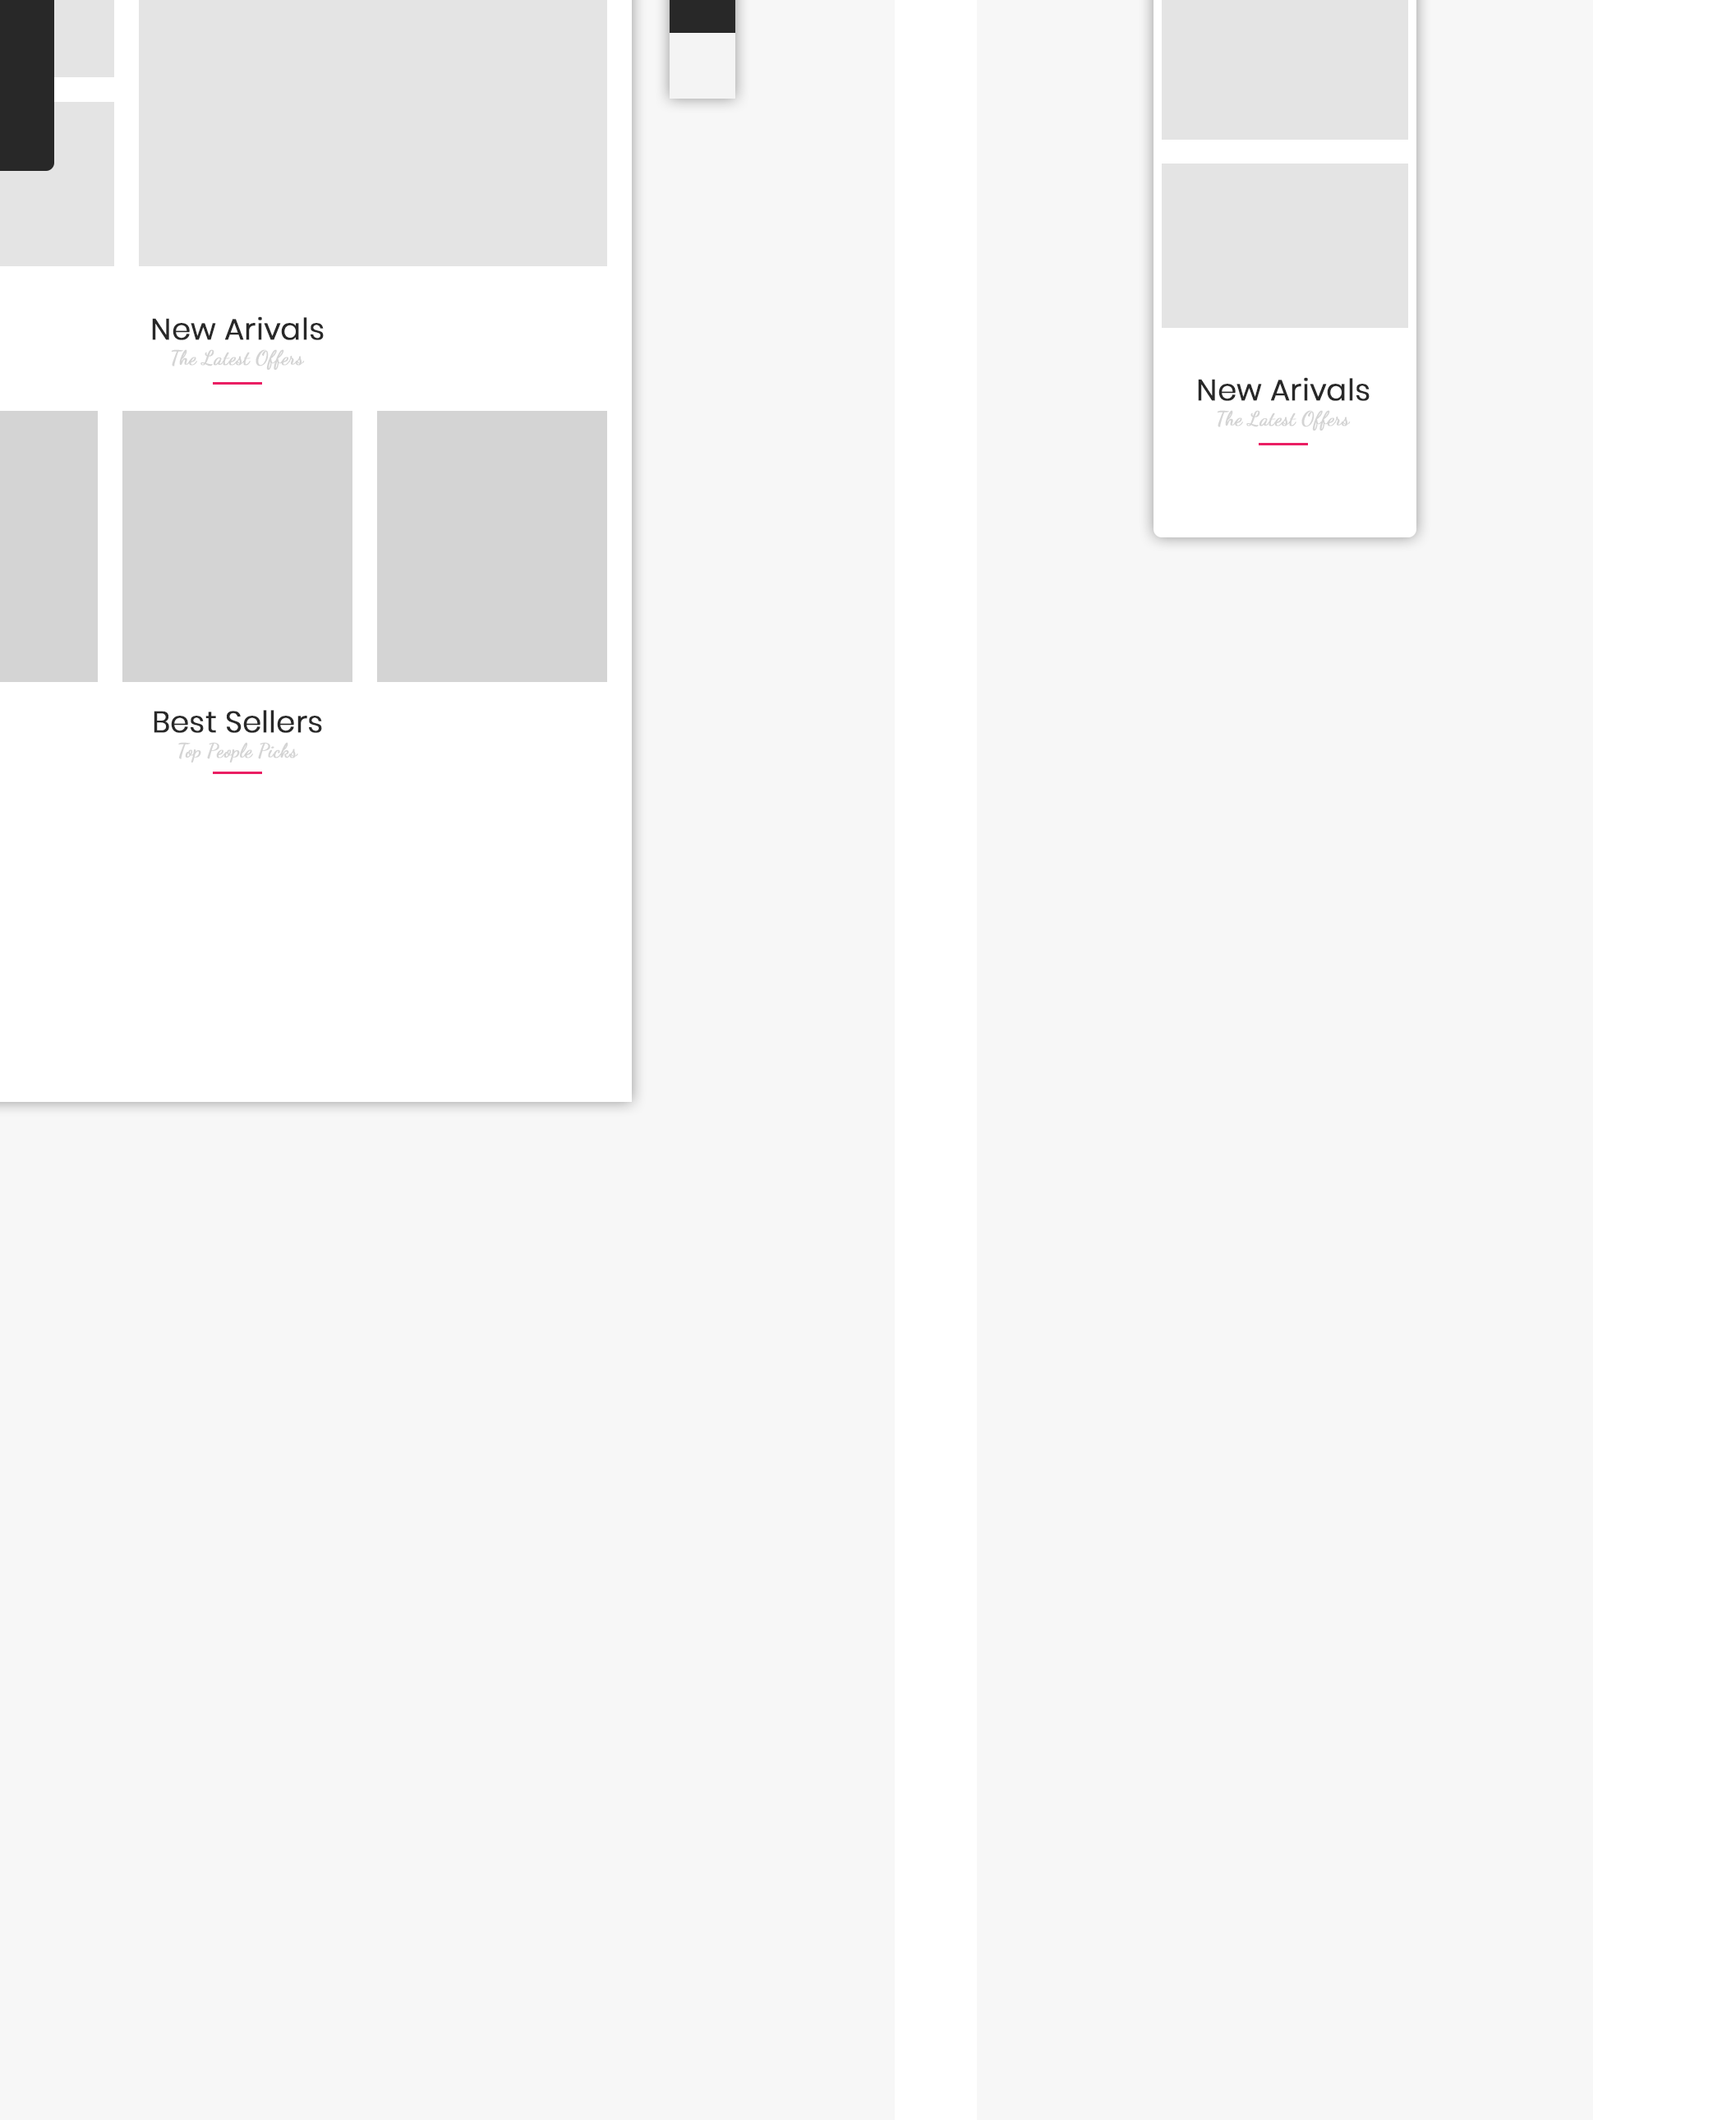 New Arivals
The Latest Offers
Best Sellers
Top People Picks
New Arivals
The Latest Offers